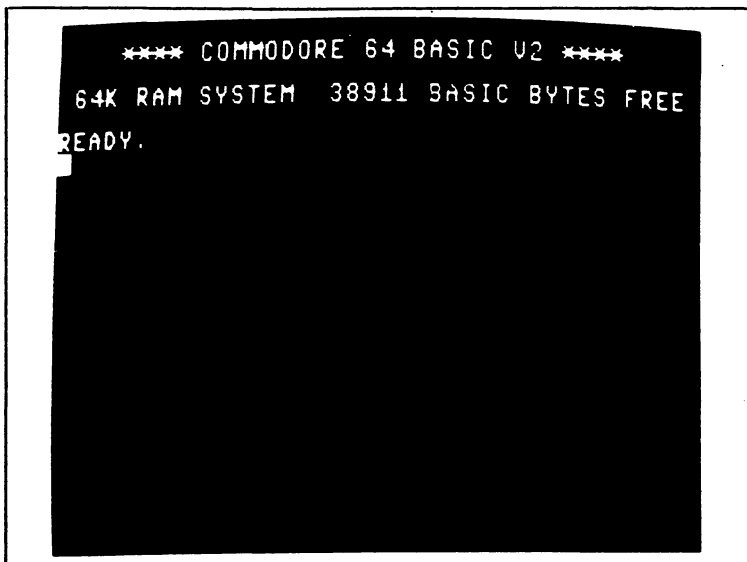 **** COMMODORE 64 BASIC V2 ****
64K RAM SYSTEM 38911 BASIC BYTES FREE
READY.